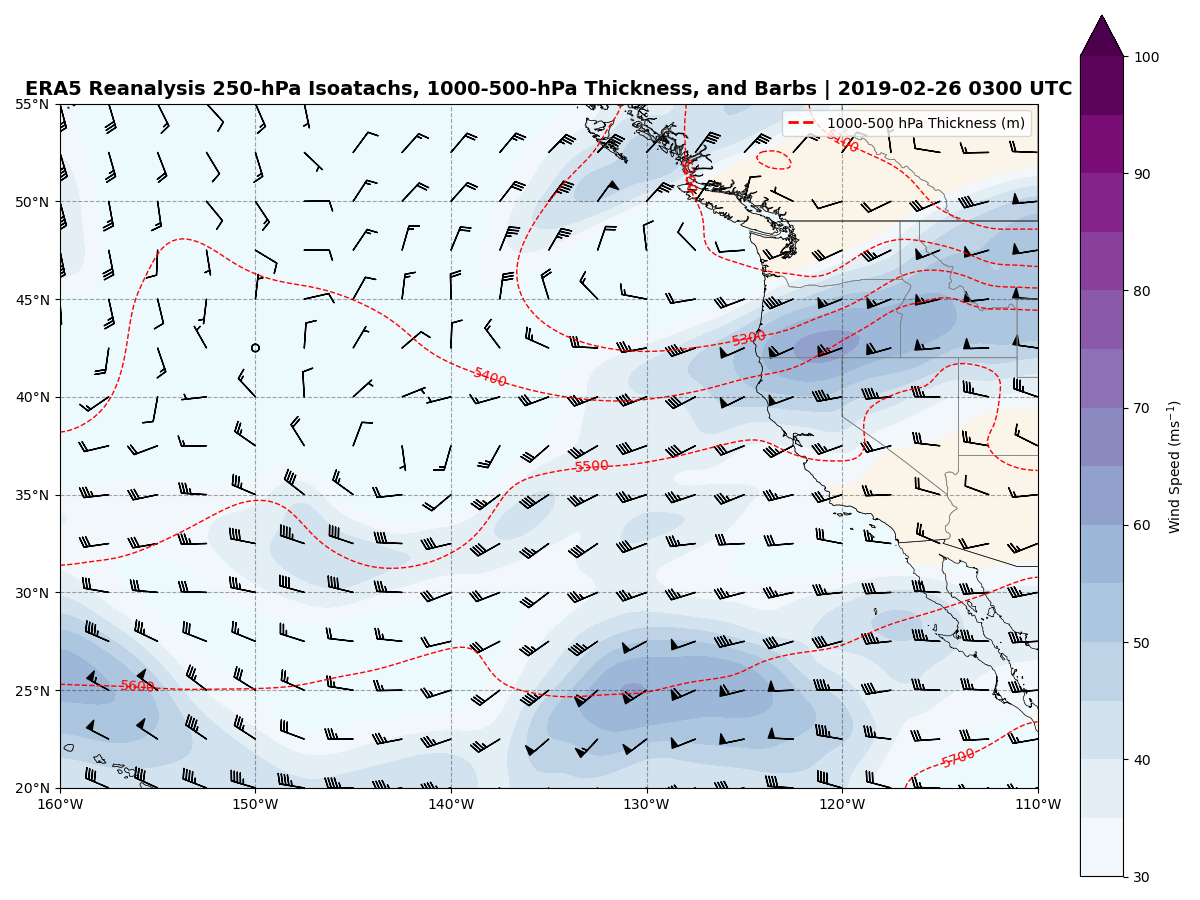 ERA5 Reanalysis 250-hPa Isoatachs, 1000-500-hPa Thickness, and Barbs | 2019-02-26 0300 UTC
1000-500 hPa Thickness (m)
55°N
50°N
45°N
40°N
35°N
30°N
25°N
20°N
160°W
150°W
140°W
130°W
120°W
110°W
5300
5400
5500
5600
5700
100
90
80
70
60
50
40
30
Wind Speed (ms⁻¹)